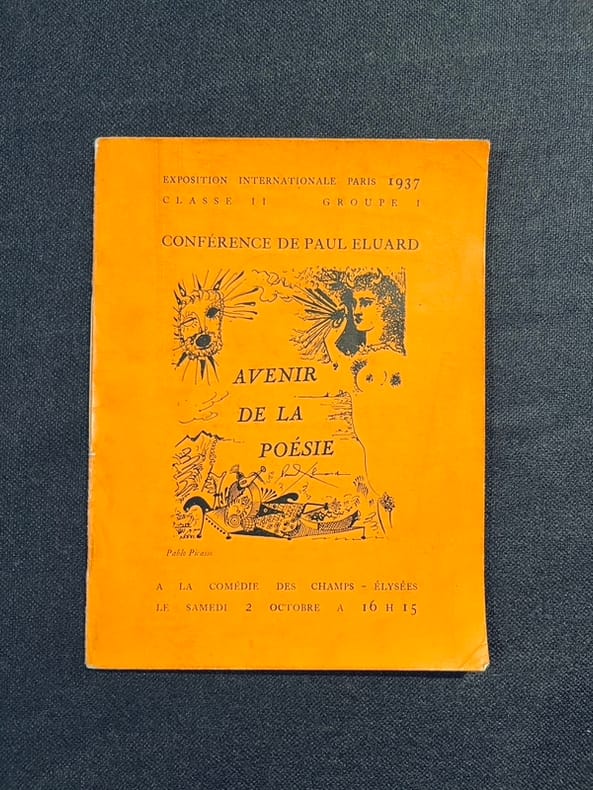 EXPOSITION INTERNATIONALE PARIS 1937
CLASSE II GROUPE I
CONFÉRENCE DE PAUL ELUARD
AVENIR
DE LA
POÉSIE
Pablo Picasso
A LA COMÉDIE DES CHAMPS - ÉLYSÉES
LE SAMEDI 2 OCTOBRE A 16 H 15